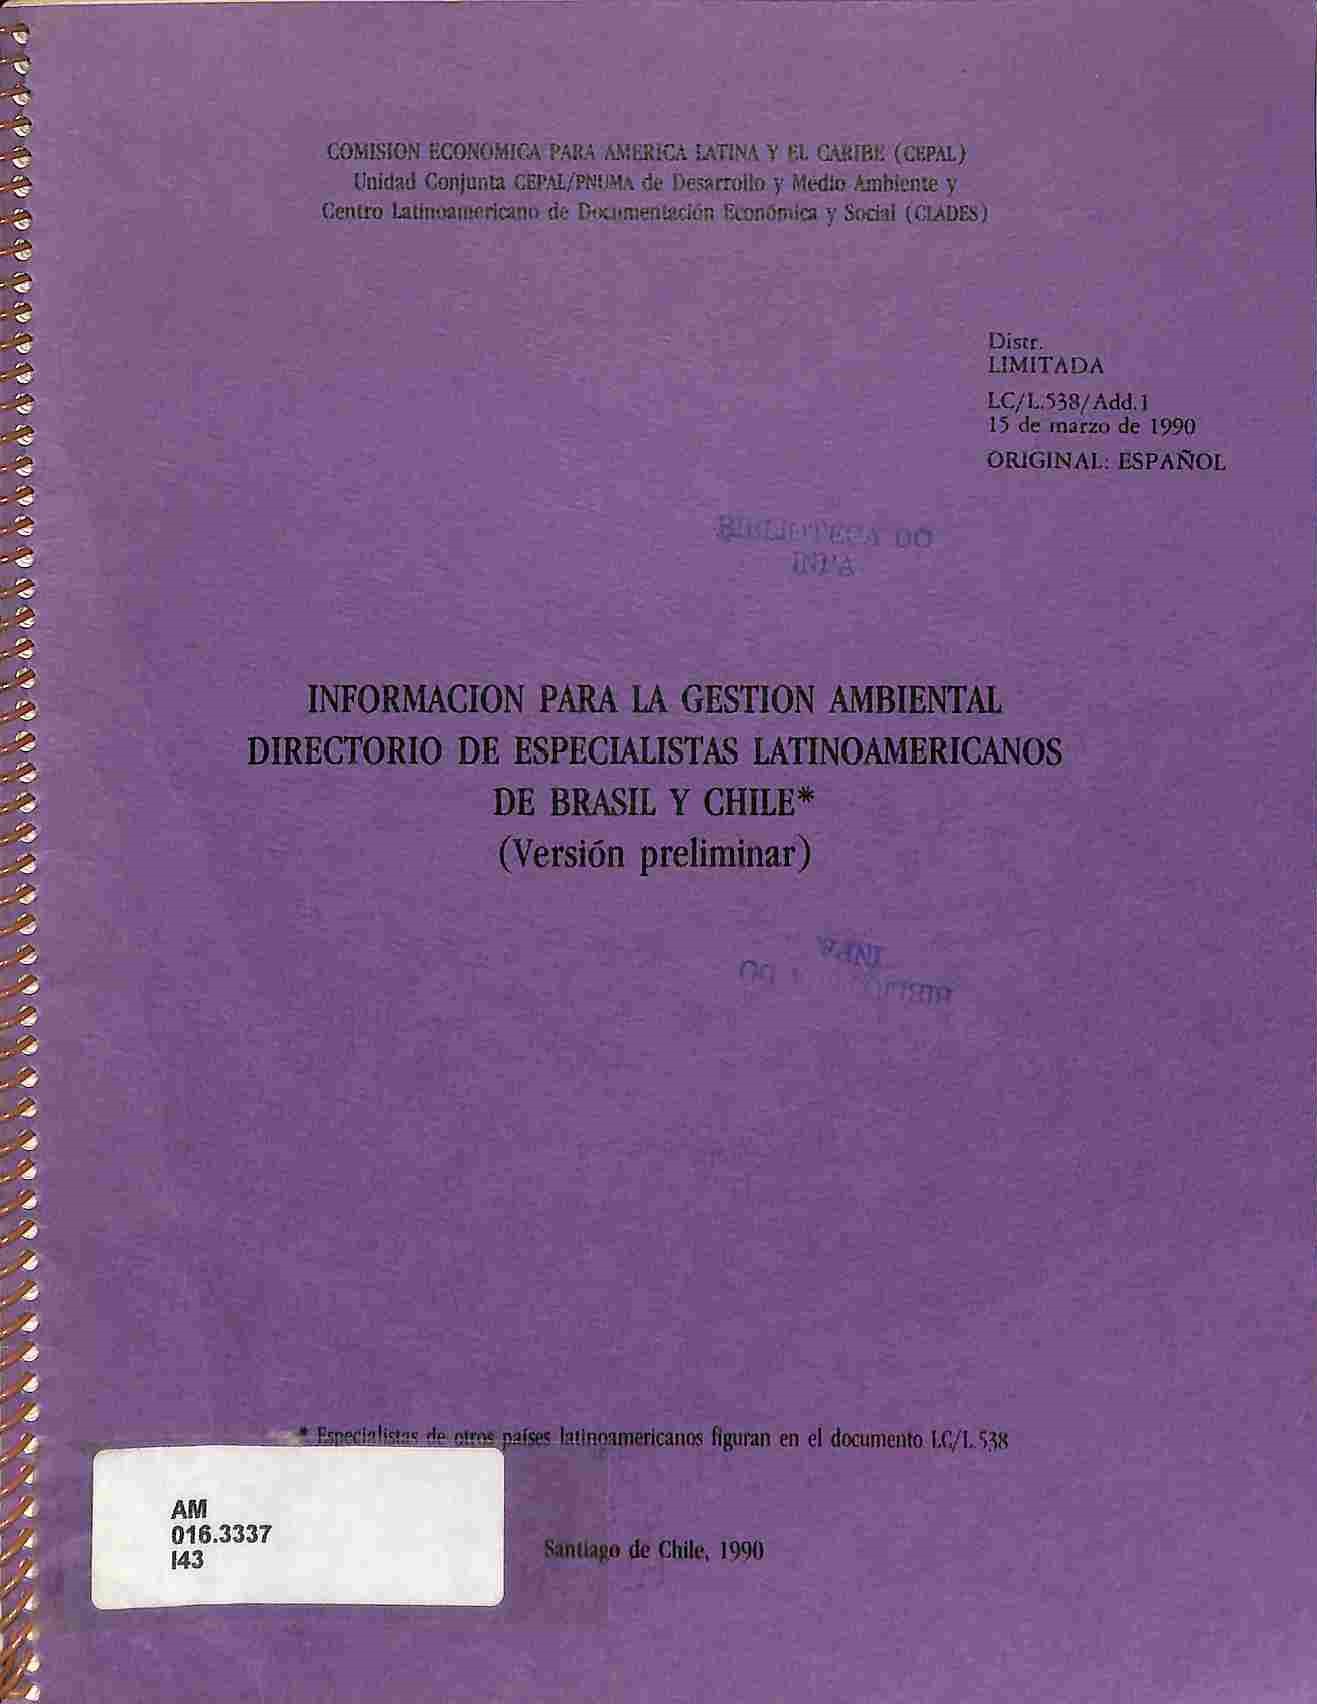 COMISION ECONOMICA PARA AMERICA LATINA Y EL CARIBE (CEPAL)
Unidad Conjunta CEPAL/PNUMA de Desarrollo y Medio Ambiente y
Centro Latinoamericano de Documentación Económica y Social (CLADES)
Distr.
LIMITADA
LC/L.538/Add.1
15 de marzo de 1990
ORIGINAL: ESPAÑOL
BIBLIOTECA DO
INPA
INFORMACION PARA LA GESTION AMBIENTAL
DIRECTORIO DE ESPECIALISTAS LATINOAMERICANOS
DE BRASIL Y CHILE*
(Versión preliminar)
INPA
DO
* Especialistas de otros países latinoamericanos figuran en el documento LC/L.538
AM
016.3337
I43
Santiago de Chile, 1990